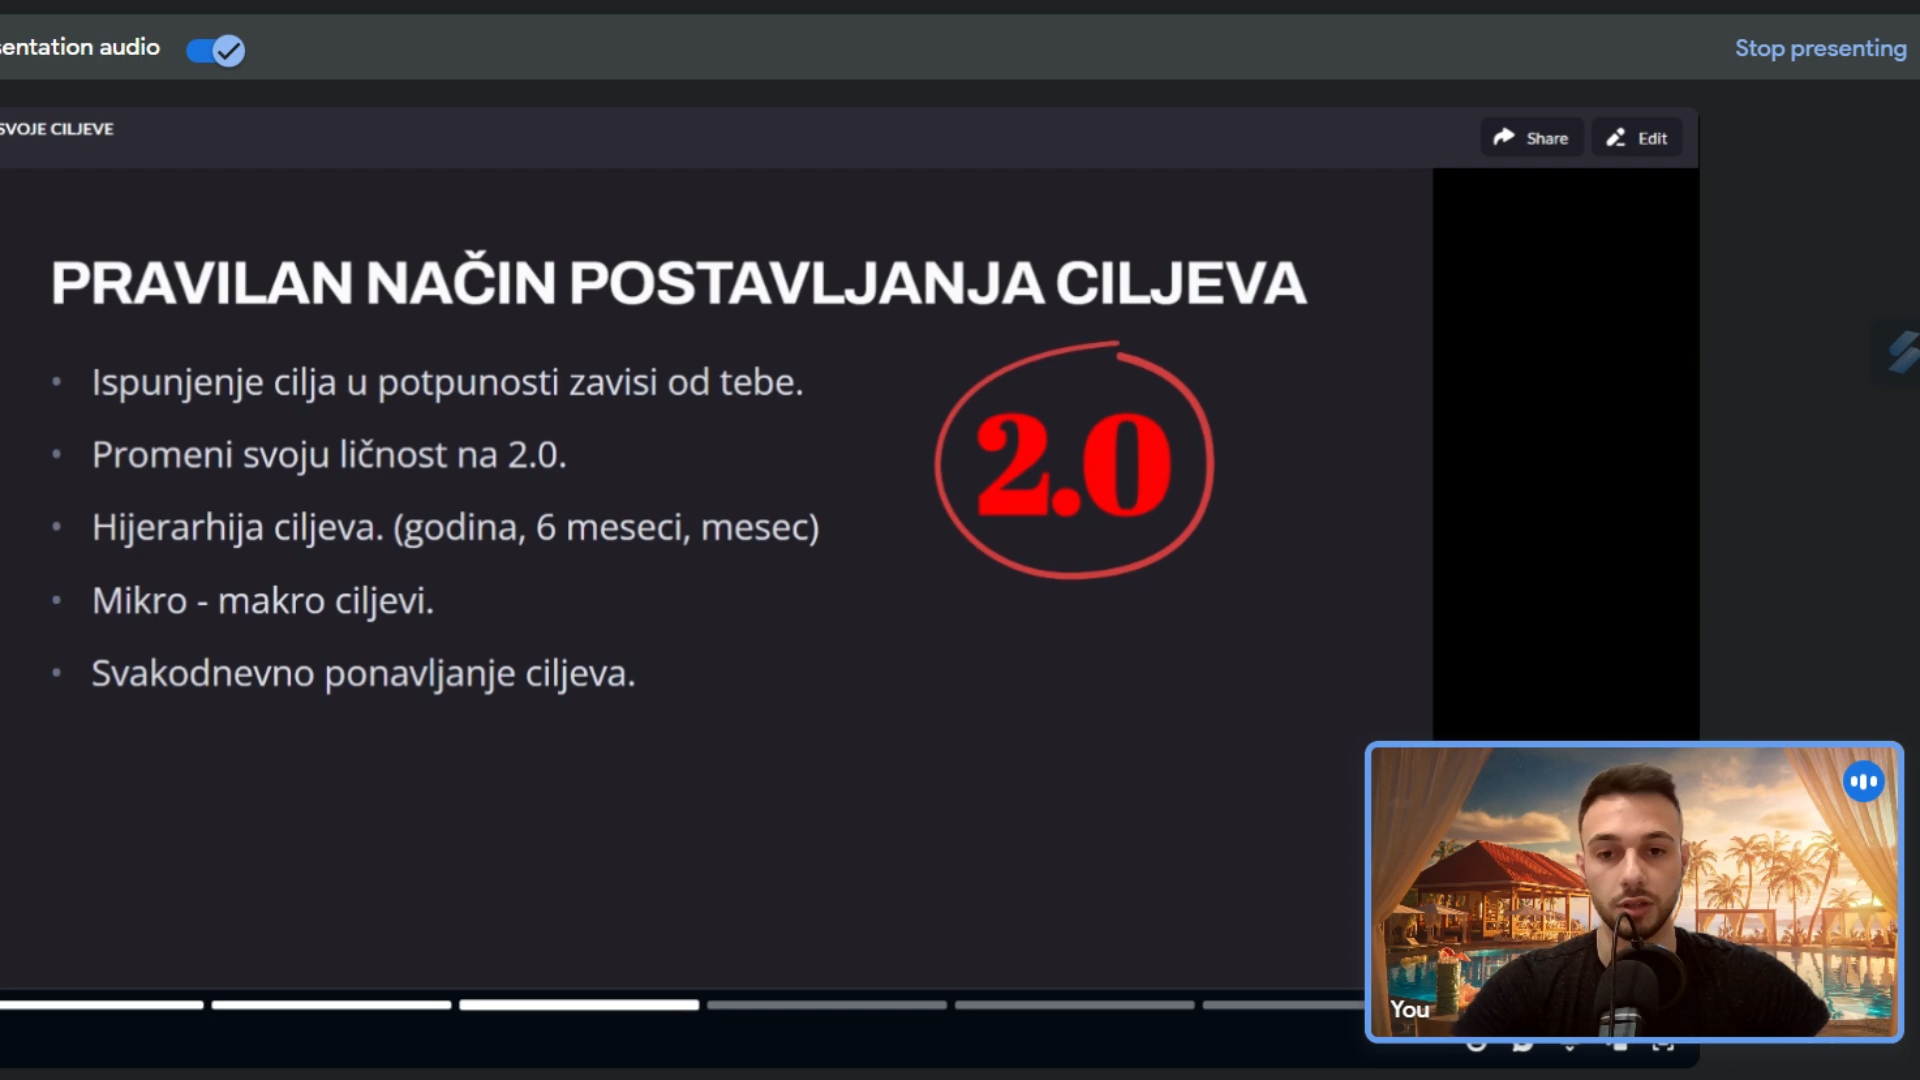 sentation audio
Stop presenting
SVOJE CILJEVE
Share
Edit
PRAVILAN NAČIN POSTAVLJANJA CILJEVA
• Ispunjenje cilja u potpunosti zavisi od tebe.
• Promeni svoju ličnost na 2.0.
• Hijerarhija ciljeva. (godina, 6 meseci, mesec)
• Mikro - makro ciljevi.
• Svakodnevno ponavljanje ciljeva.
2.0
You